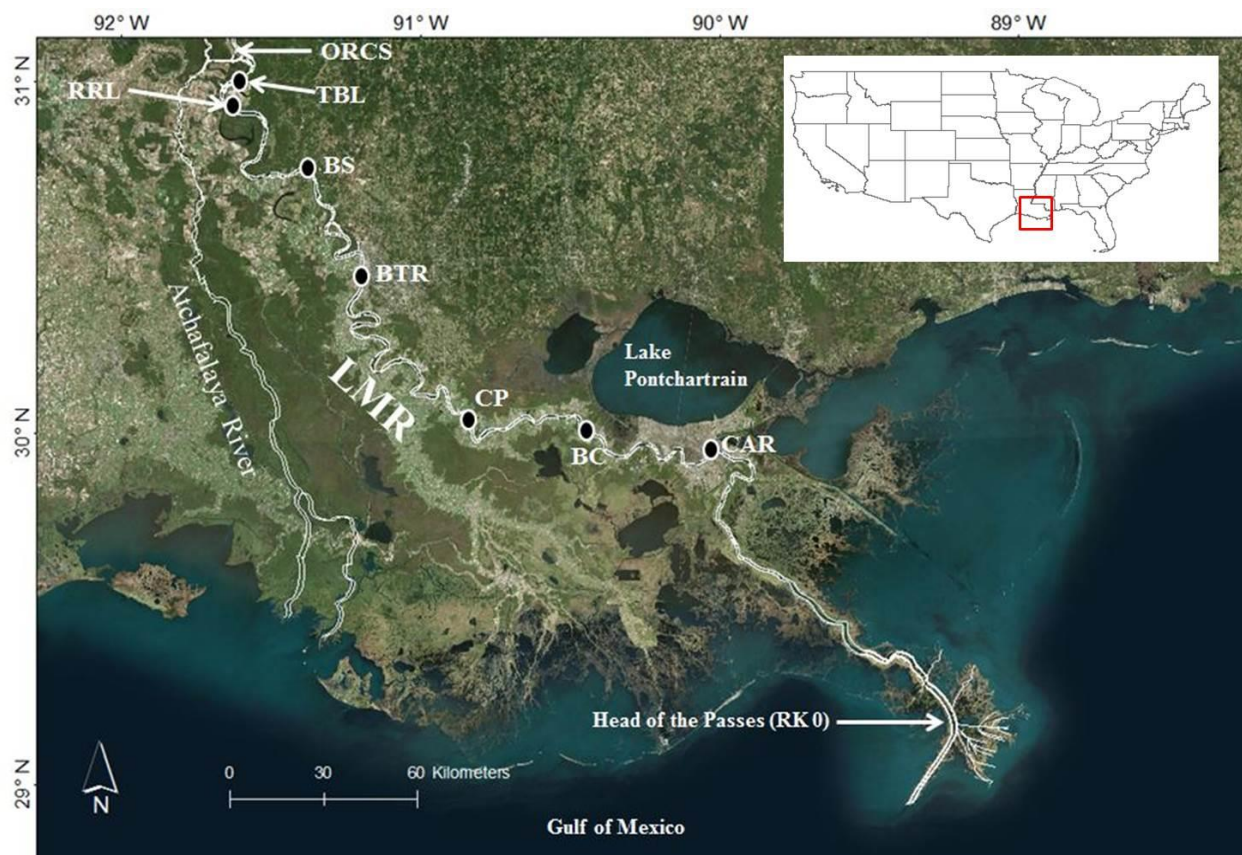 92° W
91° W
90° W
89° W
ORCS
31° N
RRL
TBL
BS
BTR
Atchafalaya River
LMR
Lake
Pontchartrain
CP
30° N
BC
CAR
Head of the Passes (RK 0)
29° N
0 30 60 Kilometers
N
Gulf of Mexico